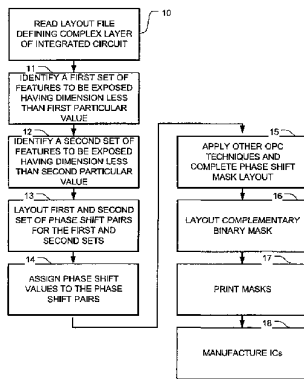 10
READ LAYOUT FILE
DEFINING COMPLEX LAYER
OF INTEGRATED CIRCUIT
11
IDENTIFY A FIRST SET OF
FEATURES TO BE EXPOSED
HAVING DIMENSION LESS
THAN FIRST PARTICULAR
VALUE
12
IDENTIFY A SECOND SET OF
FEATURES TO BE EXPOSED
HAVING DIMENSION LESS
THAN SECOND PARTICULAR
VALUE
13
LAYOUT FIRST AND SECOND
SET OF PHASE SHIFT PAIRS
FOR THE FIRST AND
SECOND SETS
14
ASSIGN PHASE SHIFT
VALUES TO THE PHASE
SHIFT PAIRS
15
APPLY OTHER OPC
TECHNIQUES AND
COMPLETE PHASE SHIFT
MASK LAYOUT
16
LAYOUT COMPLEMENTARY
BINARY MASK
17
PRINT MASKS
18
MANUFACTURE ICs